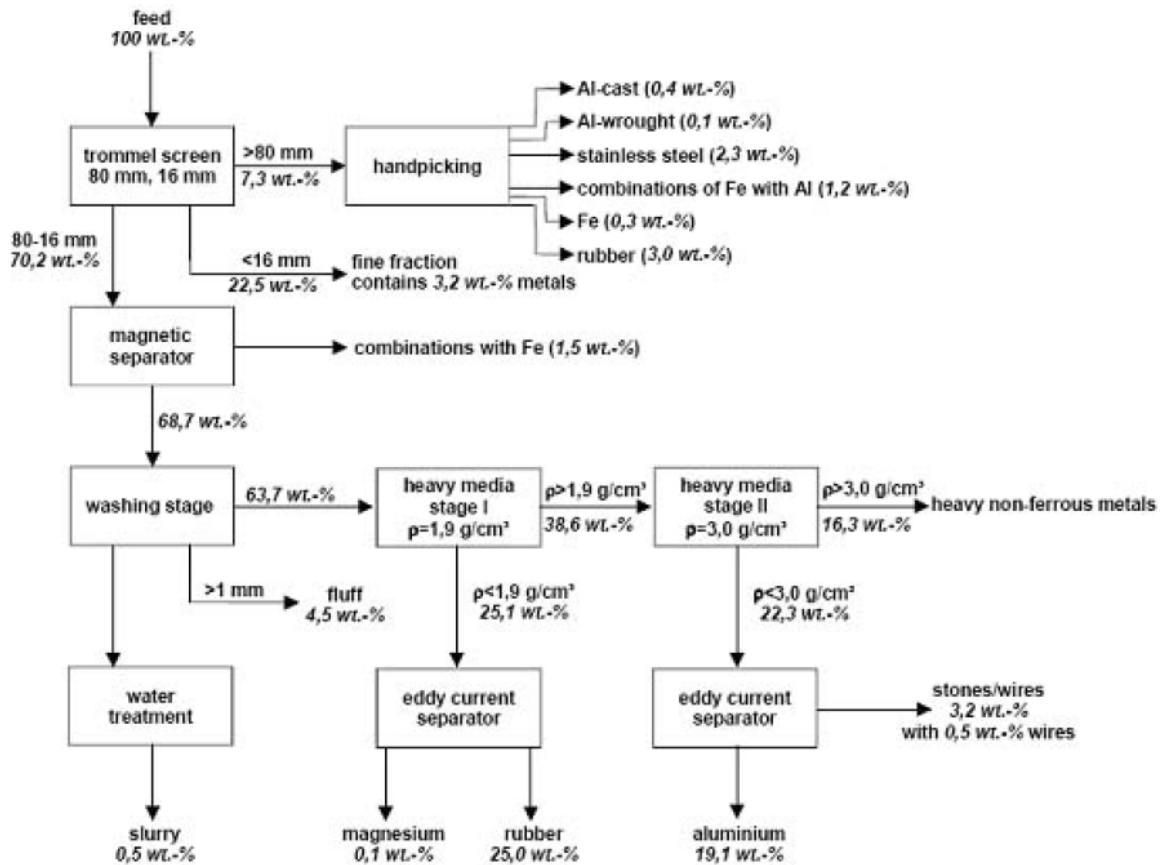 feed
100 wt.-%
trommel screen
80 mm, 16 mm
>80 mm
7,3 wt.-%
handpicking
Al-cast (0,4 wt.-%)
Al-wrought (0,1 wt.-%)
stainless steel (2,3 wt.-%)
combinations of Fe with Al (1,2 wt.-%)
Fe (0,3 wt.-%)
rubber (3,0 wt.-%)
80-16 mm
70,2 wt.-%
<16 mm
22,5 wt.-%
fine fraction
contains 3,2 wt.-% metals
magnetic
separator
combinations with Fe (1,5 wt.-%)
68,7 wt.-%
washing stage
63,7 wt.-%
heavy media
stage I
ρ=1,9 g/cm³
ρ>1,9 g/cm³
38,6 wt.-%
heavy media
stage II
ρ=3,0 g/cm³
ρ>3,0 g/cm³
16,3 wt.-%
heavy non-ferrous metals
>1 mm
fluff
4,5 wt.-%
ρ<1,9 g/cm³
25,1 wt.-%
ρ<3,0 g/cm³
22,3 wt.-%
water
treatment
eddy current
separator
eddy current
separator
stones/wires
3,2 wt.-%
with 0,5 wt.-% wires
slurry
0,5 wt.-%
magnesium
0,1 wt.-%
rubber
25,0 wt.-%
aluminium
19,1 wt.-%